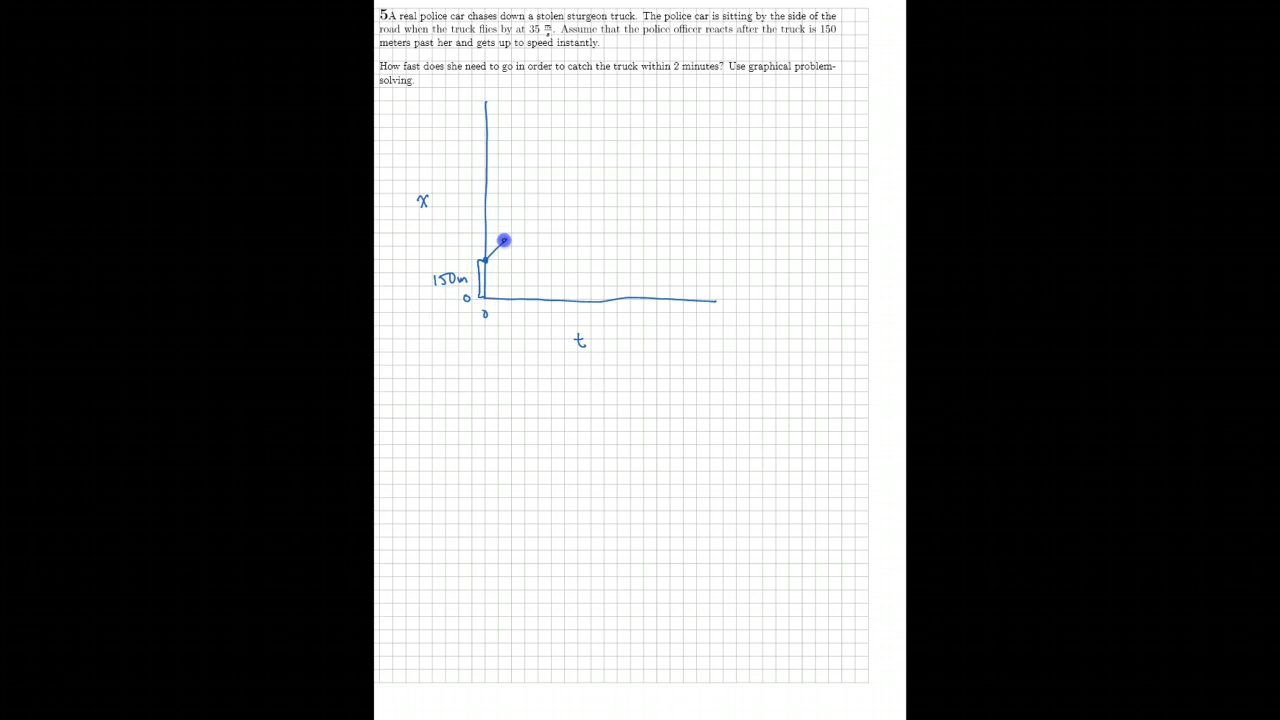 5A real police car chases down a stolen sturgeon truck. The police car is sitting by the side of the
road when the truck flies by at 35 m/s. Assume that the police officer reacts after the truck is 150
meters past her and gets up to speed instantly.
How fast does she need to go in order to catch the truck within 2 minutes? Use graphical problem-
solving.
x
150m
0
0
t